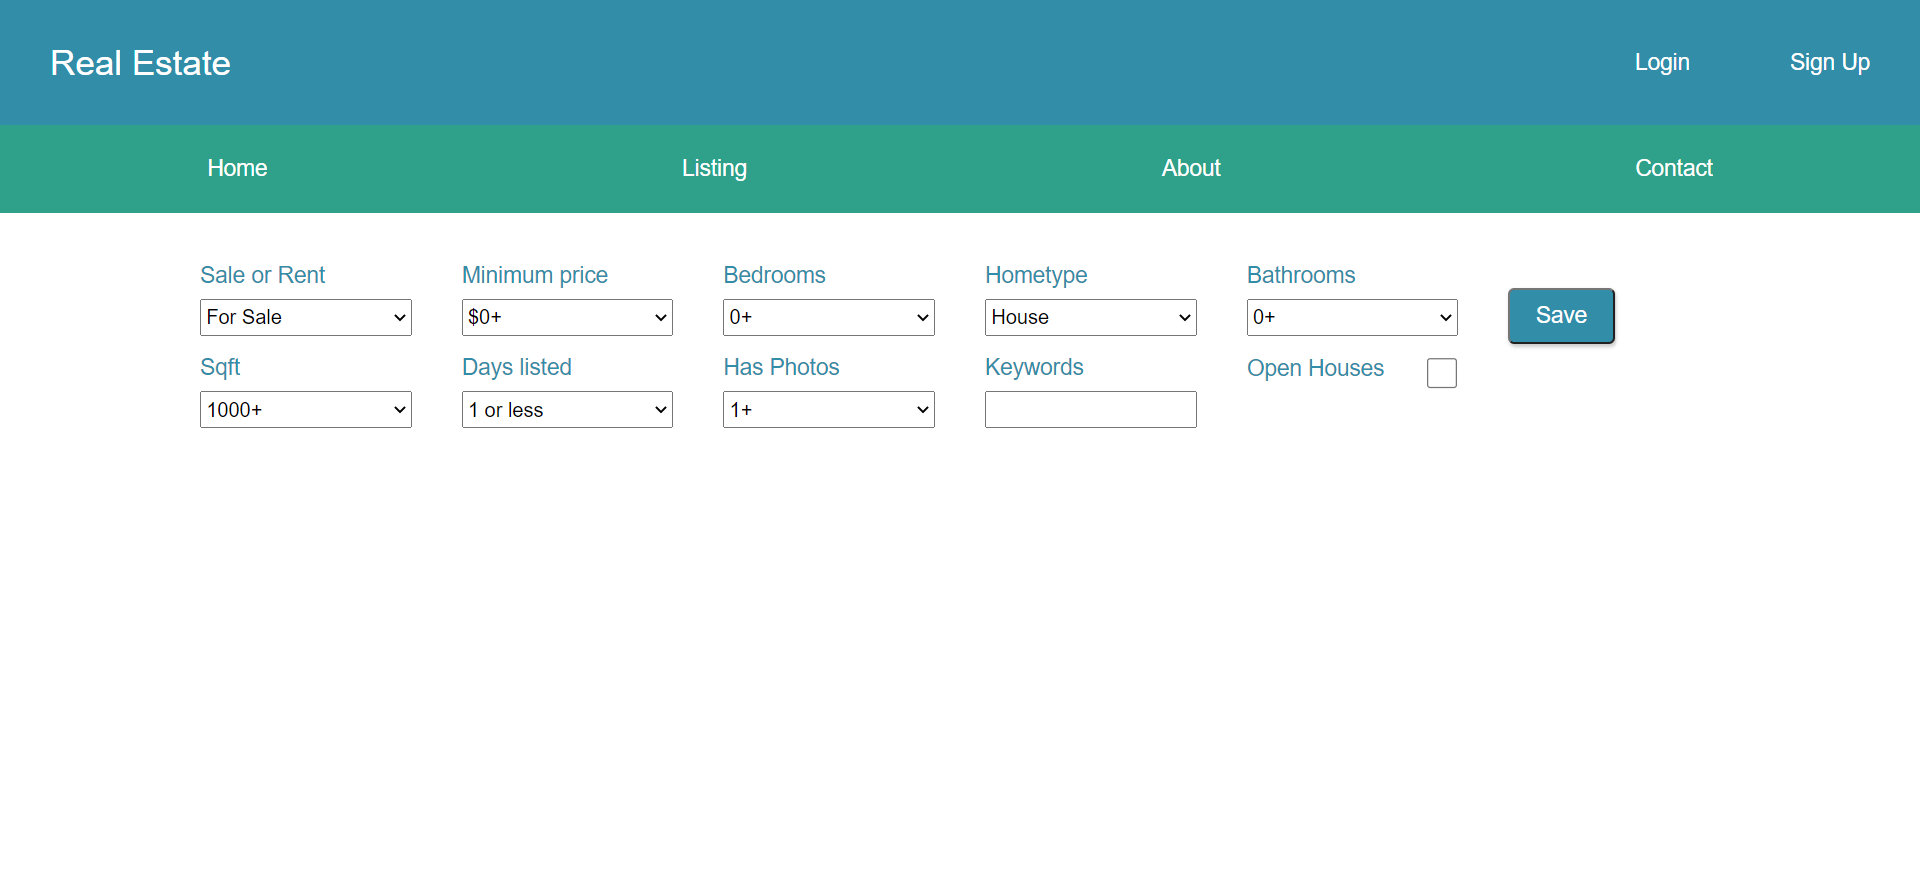 Real Estate
Login
Sign Up
Home
Listing
About
Contact
Sale or Rent
Minimum price
Bedrooms
Hometype
Bathrooms
For Sale
$0+
0+
House
0+
Save
Sqft
Days listed
Has Photos
Keywords
Open Houses
1000+
1 or less
1+